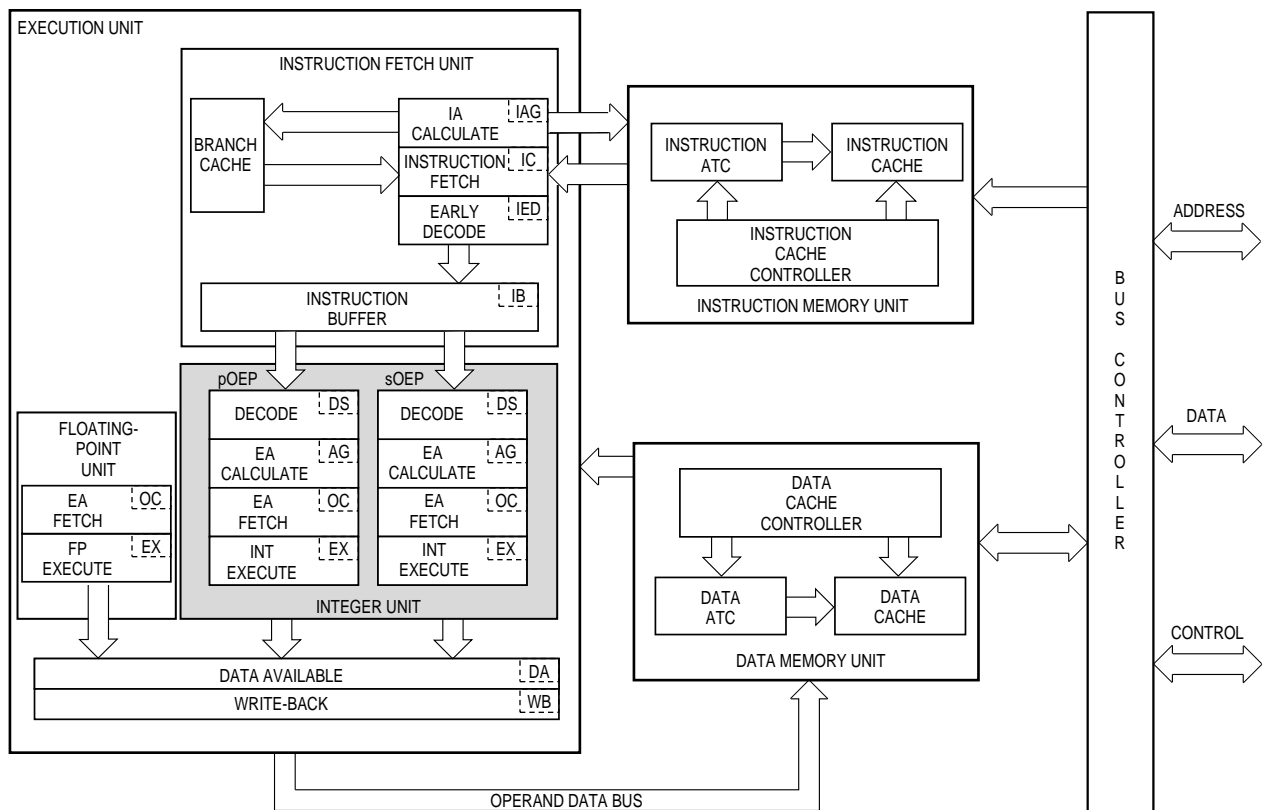 EXECUTION UNIT
INSTRUCTION FETCH UNIT
BRANCH
CACHE
IA
CALCULATE
IAG
INSTRUCTION
FETCH
IC
EARLY
DECODE
IED
INSTRUCTION
BUFFER
IB
pOEP
sOEP
DECODE
DS
EA
CALCULATE
AG
EA
FETCH
OC
INT
EXECUTE
EX
DECODE
DS
EA
CALCULATE
AG
EA
FETCH
OC
INT
EXECUTE
EX
INTEGER UNIT
FLOATING-
POINT
UNIT
EA
FETCH
OC
FP
EXECUTE
EX
DATA AVAILABLE
DA
WRITE-BACK
WB
INSTRUCTION
ATC
INSTRUCTION
CACHE
INSTRUCTION
CACHE
CONTROLLER
INSTRUCTION MEMORY UNIT
DATA
CACHE
CONTROLLER
DATA
ATC
DATA
CACHE
DATA MEMORY UNIT
OPERAND DATA BUS
BUS CONTROLLER
ADDRESS
DATA
CONTROL